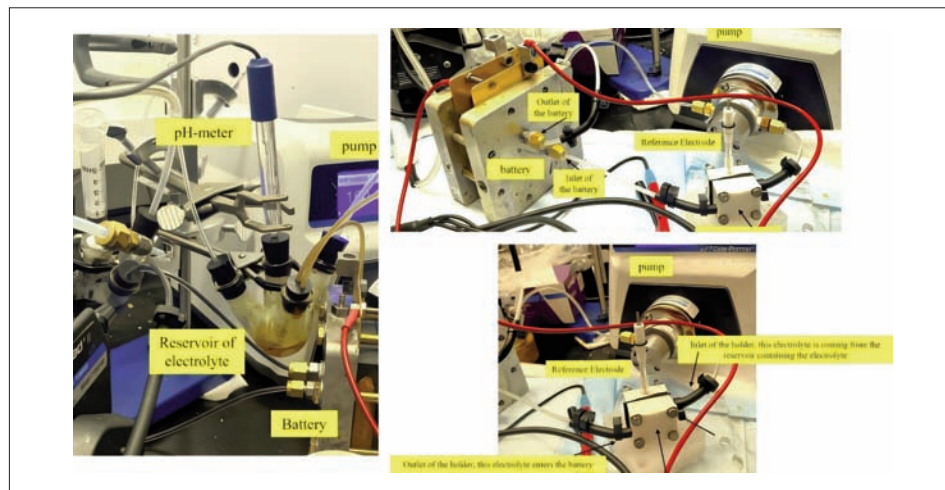 pH-meter
pump
Reservoir of
electrolyte
Battery
pump
Outlet of
the battery
Reference Electode
battery
Inlet of
the battery
pump
Inlet of the holder, this electrolyte is coming from the
reservoir containing the electrolyte
Reference Electode
Outlet of the holder, this electrolyte enters the battery